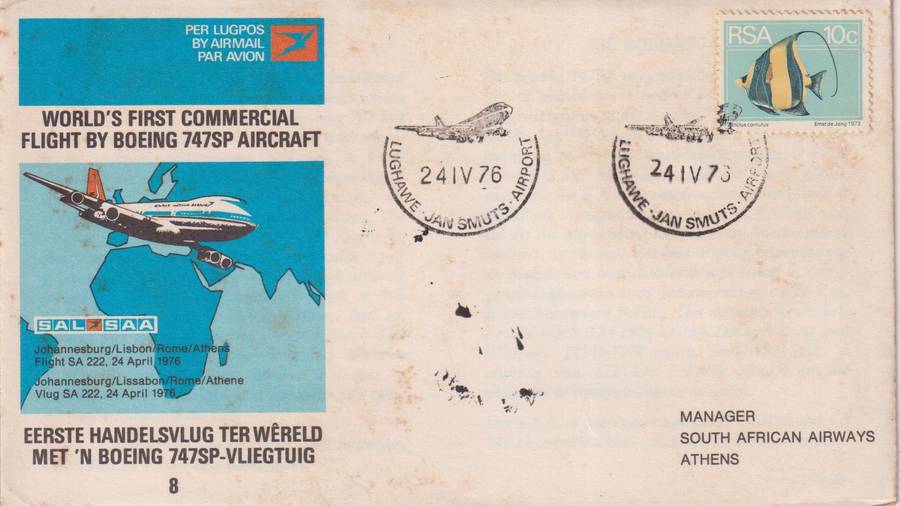 PER LUGPOS
BY AIRMAIL
PAR AVION
WORLD'S FIRST COMMERCIAL
FLIGHT BY BOEING 747SP AIRCRAFT
SAL SAA
Johannesburg/Lisbon/Rome/Athens
Flight SA 222, 24 April 1976
Johannesburg/Lissabon/Rome/Athene
Vlug SA 222, 24 April 1976
EERSTE HANDELSVLUG TER WÊRELD
MET 'N BOEING 747SP-VLIEGTUIG
8
24 IV 76
LUGHAWE · JAN SMUTS · AIRPORT
24 IV 76
LUGHAWE · JAN SMUTS · AIRPORT
RSA 10c
cornutus Ernst de Jong 1973
MANAGER
SOUTH AFRICAN AIRWAYS
ATHENS